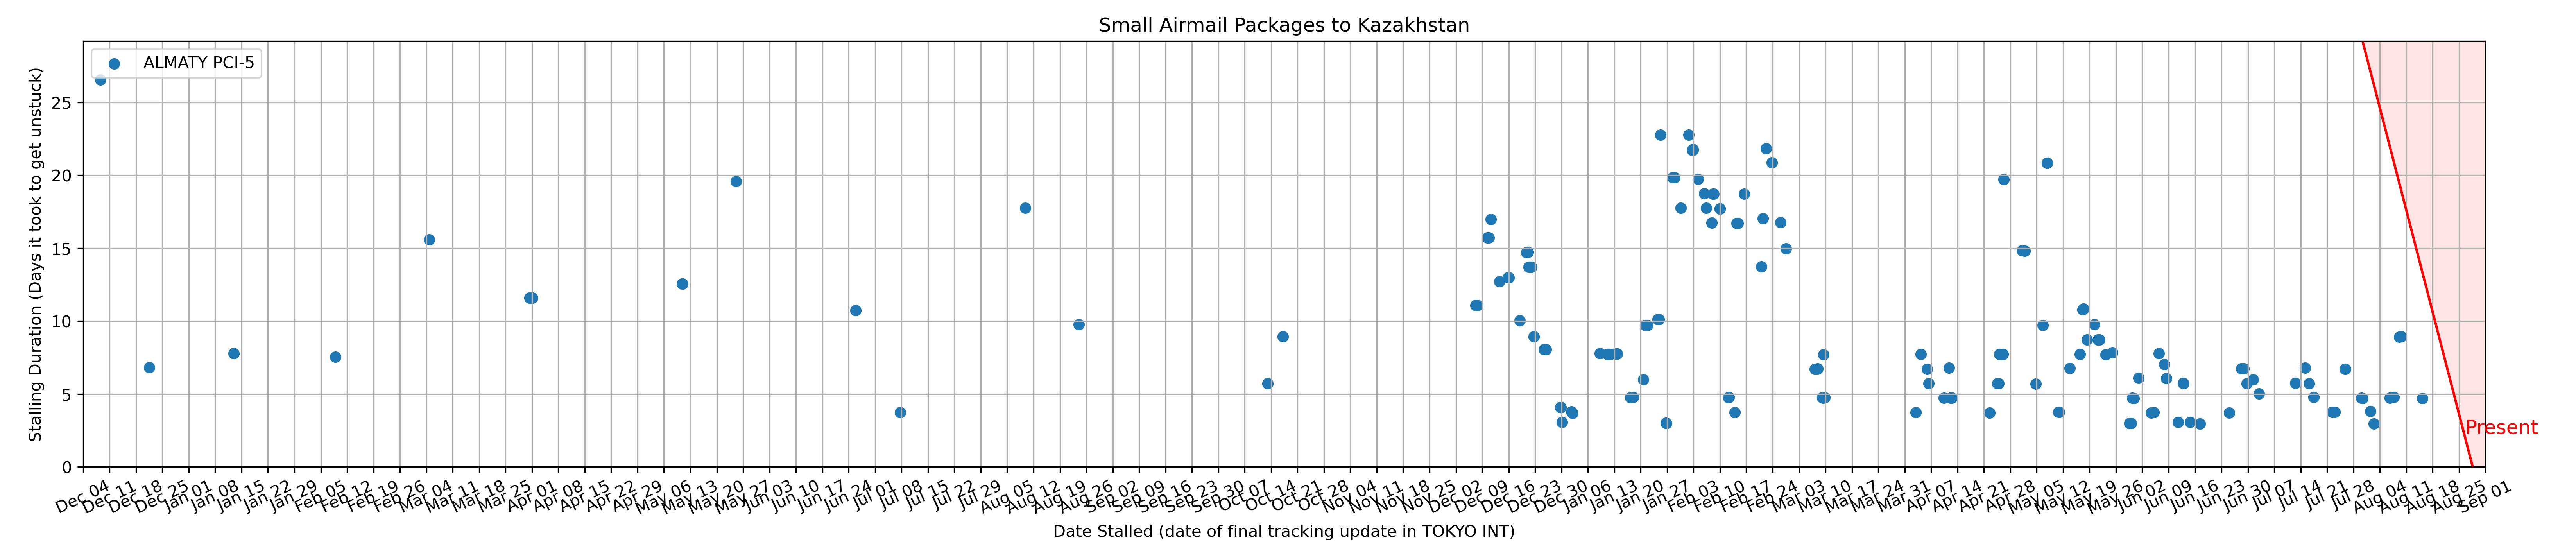 Small Airmail Packages to Kazakhstan
ALMATY PCI-5
Stalling Duration (Days it took to get unstuck)
25
20
15
10
5
0
Present
Dec 04
Dec 11
Dec 18
Dec 25
Jan 01
Jan 08
Jan 15
Jan 22
Jan 29
Feb 05
Feb 12
Feb 19
Feb 26
Mar 04
Mar 11
Mar 18
Mar 25
Apr 01
Apr 08
Apr 15
Apr 22
Apr 29
May 06
May 13
May 20
May 27
Jun 03
Jun 10
Jun 17
Jun 24
Jul 01
Jul 08
Jul 15
Jul 22
Jul 29
Aug 05
Aug 12
Aug 19
Aug 26
Sep 02
Sep 09
Sep 16
Sep 23
Sep 30
Oct 07
Oct 14
Oct 21
Oct 28
Nov 04
Nov 11
Nov 18
Nov 25
Dec 02
Dec 09
Dec 16
Dec 23
Dec 30
Jan 06
Jan 13
Jan 20
Jan 27
Feb 03
Feb 10
Feb 17
Feb 24
Mar 03
Mar 10
Mar 17
Mar 24
Mar 31
Apr 07
Apr 14
Apr 21
Apr 28
May 05
May 12
May 19
May 26
Jun 02
Jun 09
Jun 16
Jun 23
Jun 30
Jul 07
Jul 14
Jul 21
Jul 28
Aug 04
Aug 11
Aug 18
Aug 25
Sep 01
Date Stalled (date of final tracking update in TOKYO INT)